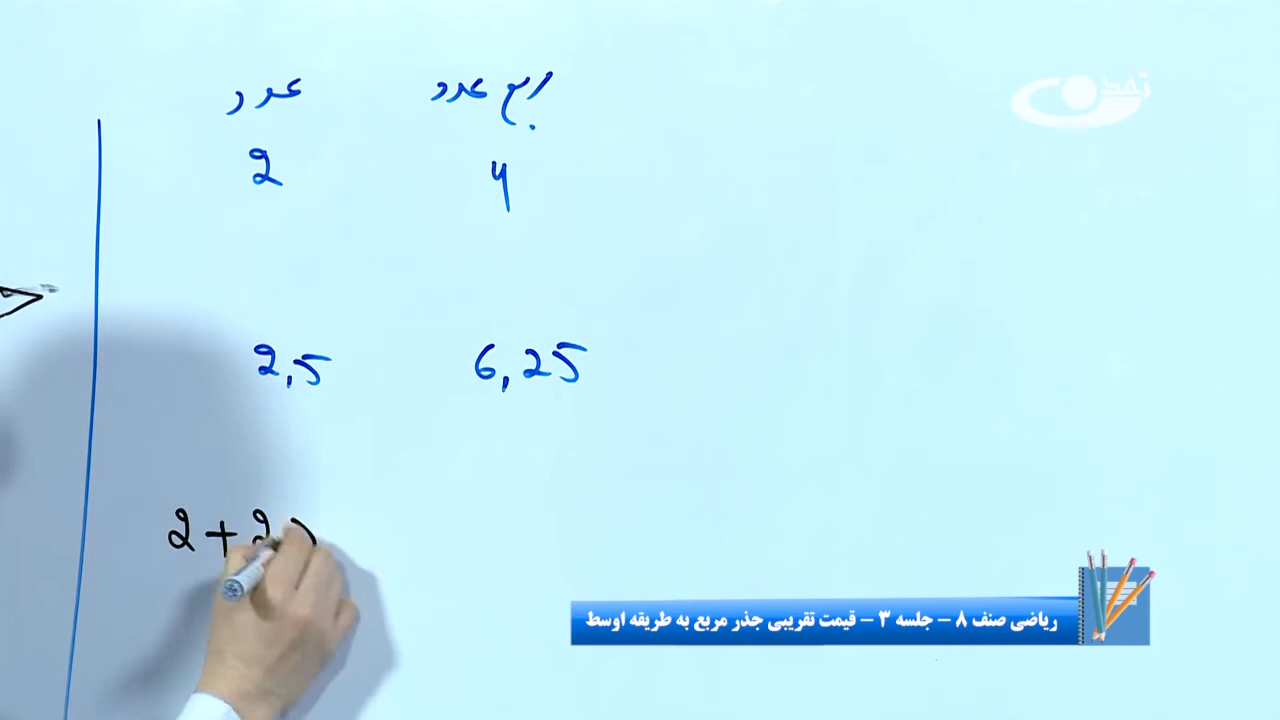 عدد مربع عدد
2 4
2,5 6,25
2 + 2,5
ریاضی صنف ۸ – جلسه ۳ – قیمت تقریبی جذر مربع به طریقه اوسط